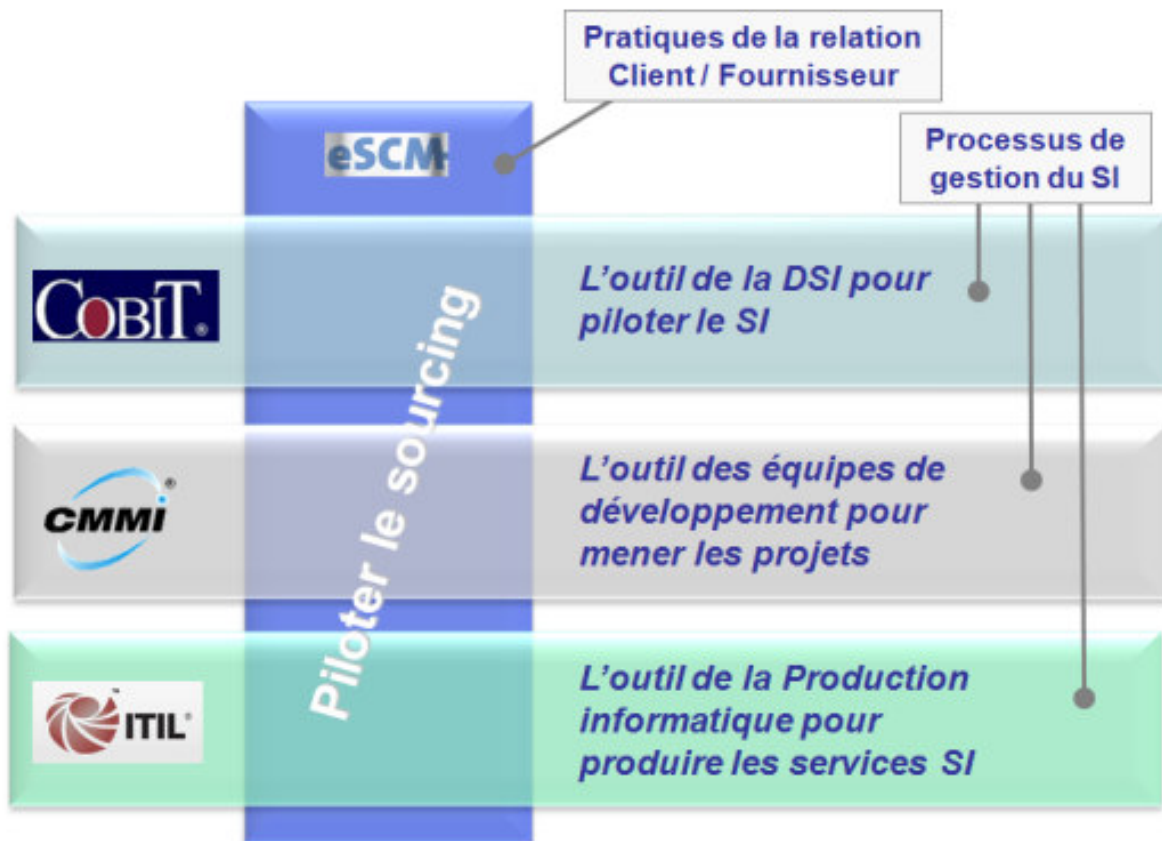 Pratiques de la relation
Client / Fournisseur
Processus de
gestion du SI
eSCM
COBIT®
L'outil de la DSI pour
piloter le SI
Piloter le sourcing
CMMi®
L'outil des équipes de
développement pour
mener les projets
™
ITIL®
L'outil de la Production
informatique pour
produire les services SI